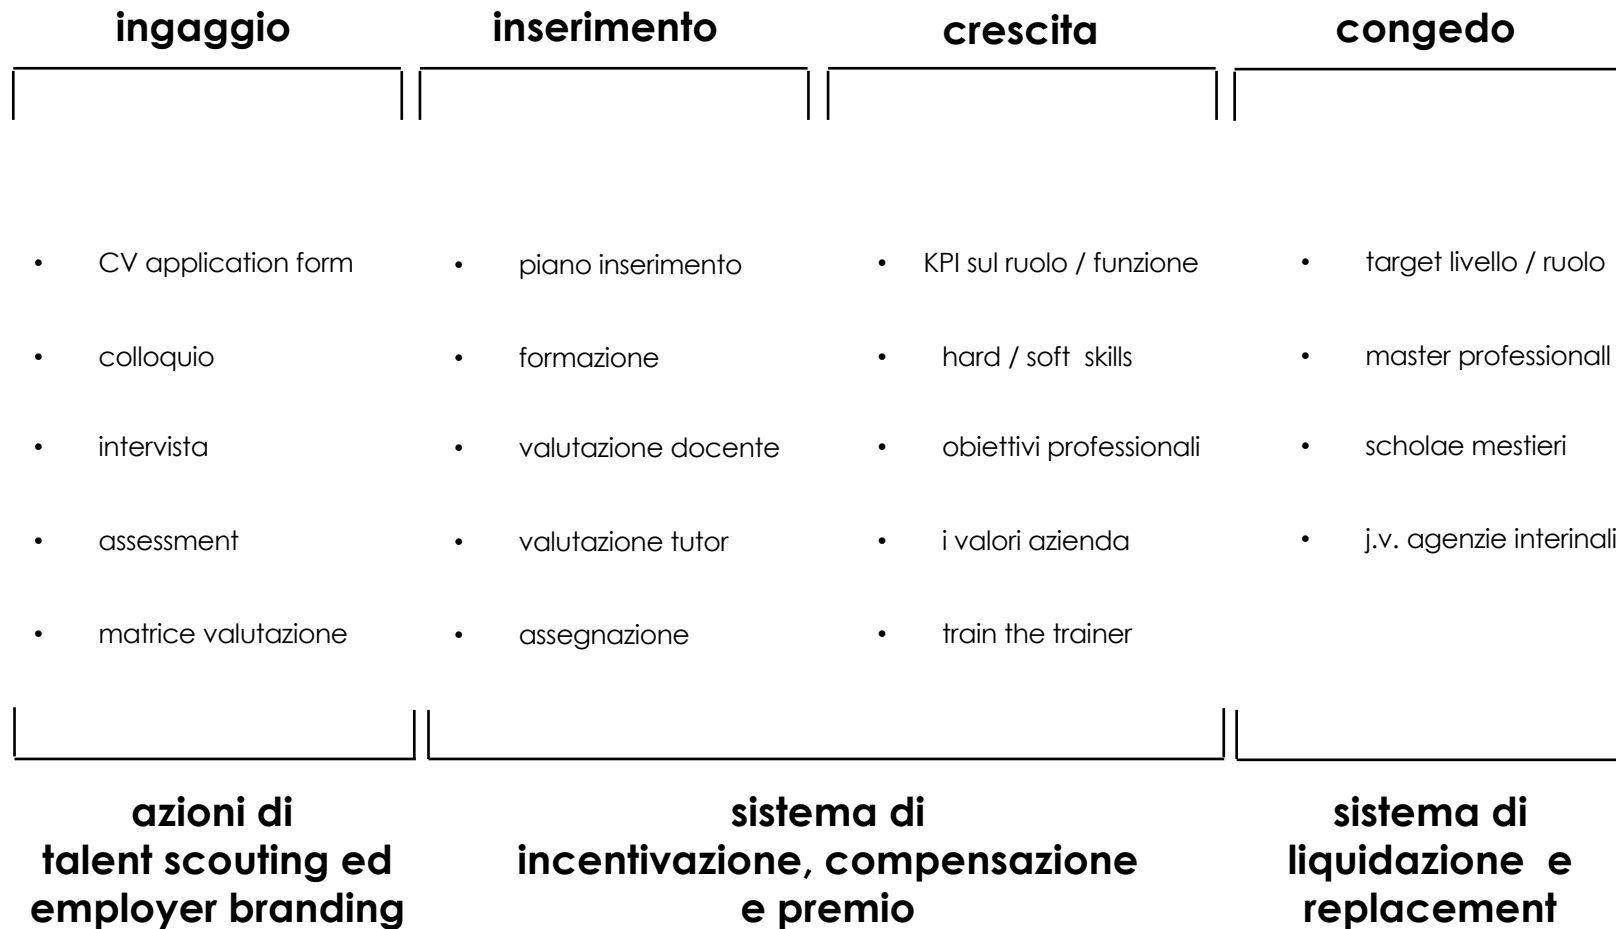 ingaggio
• CV application form
• colloquio
• intervista
• assessment
• matrice valutazione
inserimento
• piano inserimento
• formazione
• valutazione docente
• valutazione tutor
• assegnazione
crescita
• KPI sul ruolo / funzione
• hard / soft  skills
• obiettivi professionali
• i valori azienda
• train the trainer
congedo
• target livello / ruolo
• master professionall
• scholae mestieri
• j.v. agenzie interinali
azioni di
talent scouting ed
employer branding
sistema di
incentivazione, compensazione
e premio
sistema di
liquidazione  e
replacement